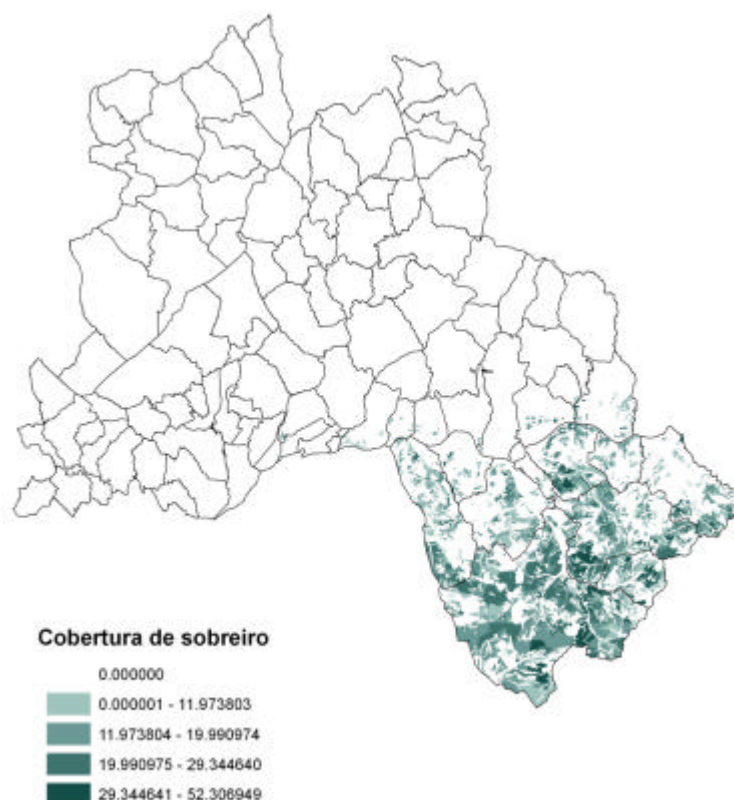 Cobertura de sobreiro
0.000000
0.000001 - 11.973803
11.973804 - 19.990974
19.990975 - 29.344640
29.344641 - 52.306949